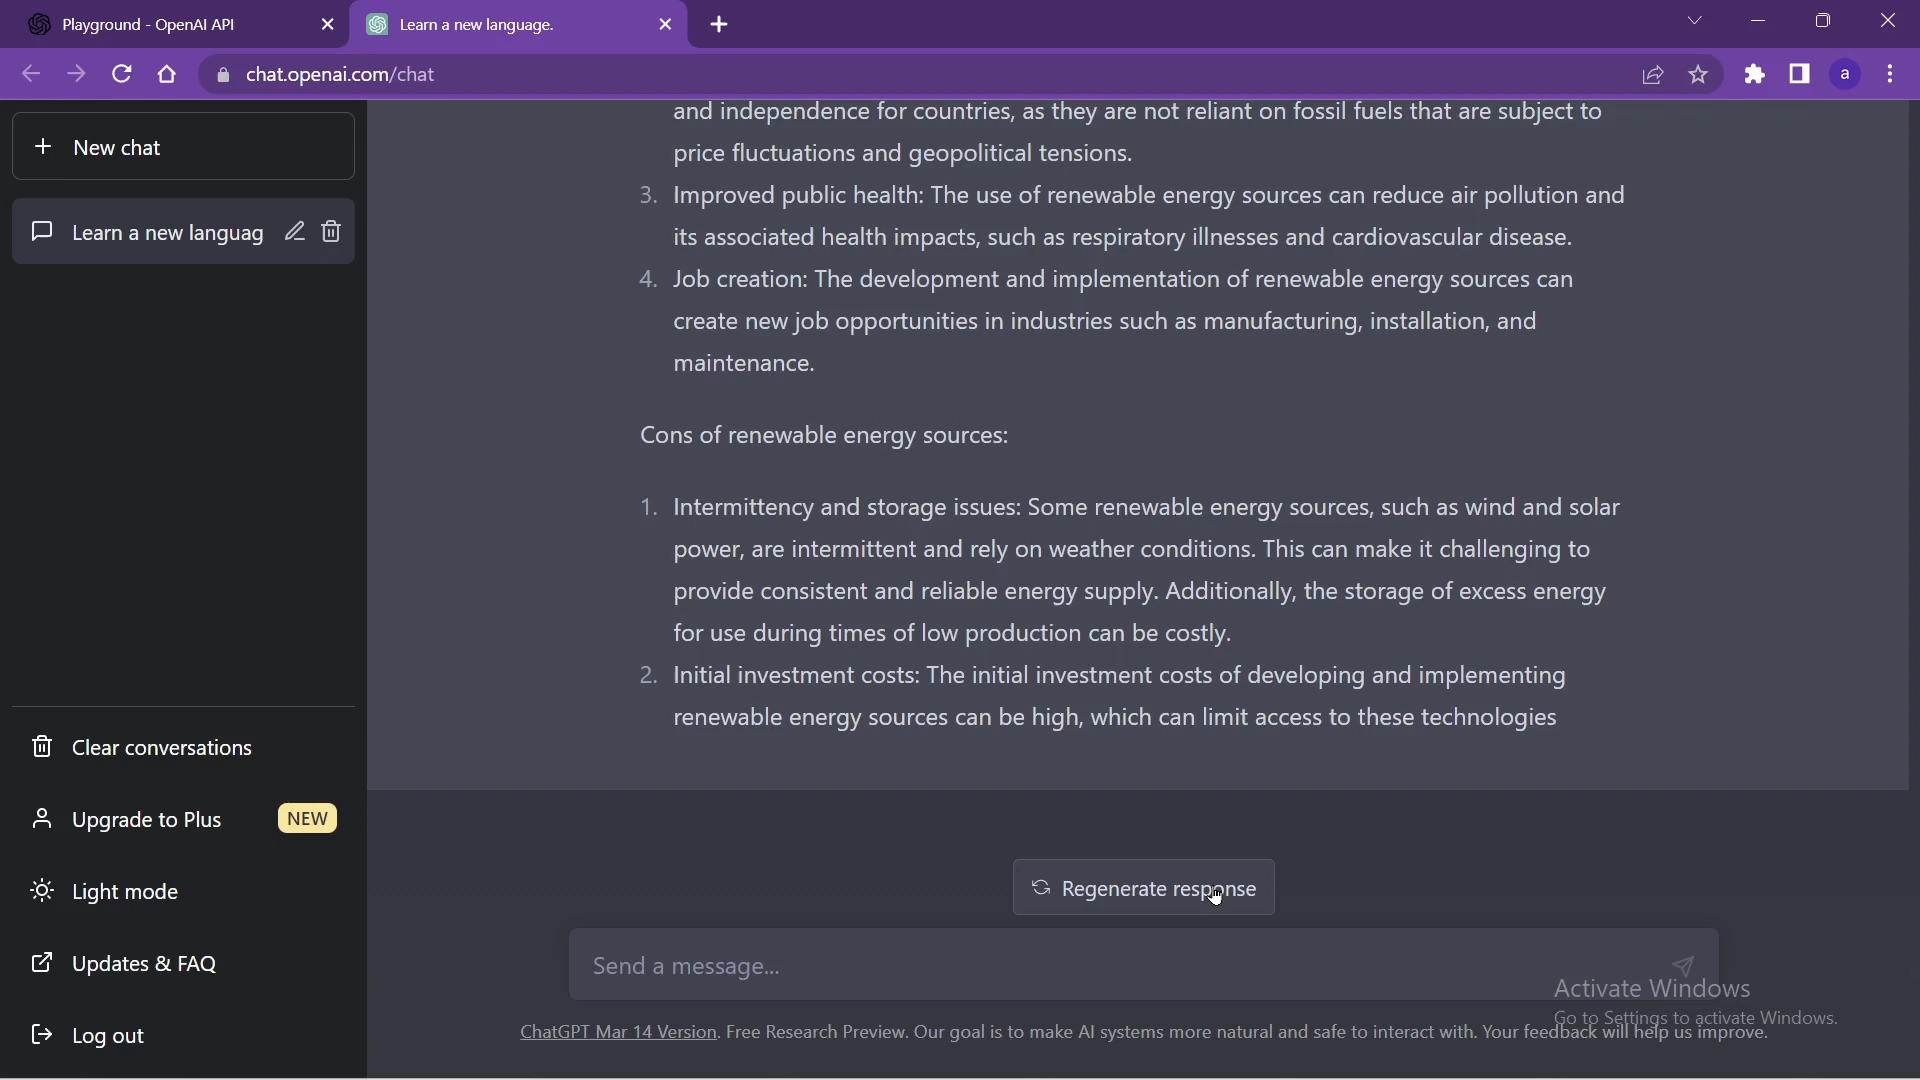 Playground - OpenAI API
Learn a new language.
chat.openai.com/chat
a
New chat
Learn a new languag
and independence for countries, as they are not reliant on fossil fuels that are subject to
price fluctuations and geopolitical tensions.
3. Improved public health: The use of renewable energy sources can reduce air pollution and
its associated health impacts, such as respiratory illnesses and cardiovascular disease.
4. Job creation: The development and implementation of renewable energy sources can
create new job opportunities in industries such as manufacturing, installation, and
maintenance.
Cons of renewable energy sources:
1. Intermittency and storage issues: Some renewable energy sources, such as wind and solar
power, are intermittent and rely on weather conditions. This can make it challenging to
provide consistent and reliable energy supply. Additionally, the storage of excess energy
for use during times of low production can be costly.
2. Initial investment costs: The initial investment costs of developing and implementing
renewable energy sources can be high, which can limit access to these technologies
Clear conversations
Upgrade to Plus NEW
Light mode
Updates & FAQ
Log out
Regenerate response
Send a message...
Activate Windows
Go to Settings to activate Windows.
ChatGPT Mar 14 Version. Free Research Preview. Our goal is to make AI systems more natural and safe to interact with. Your feedback will help us improve.